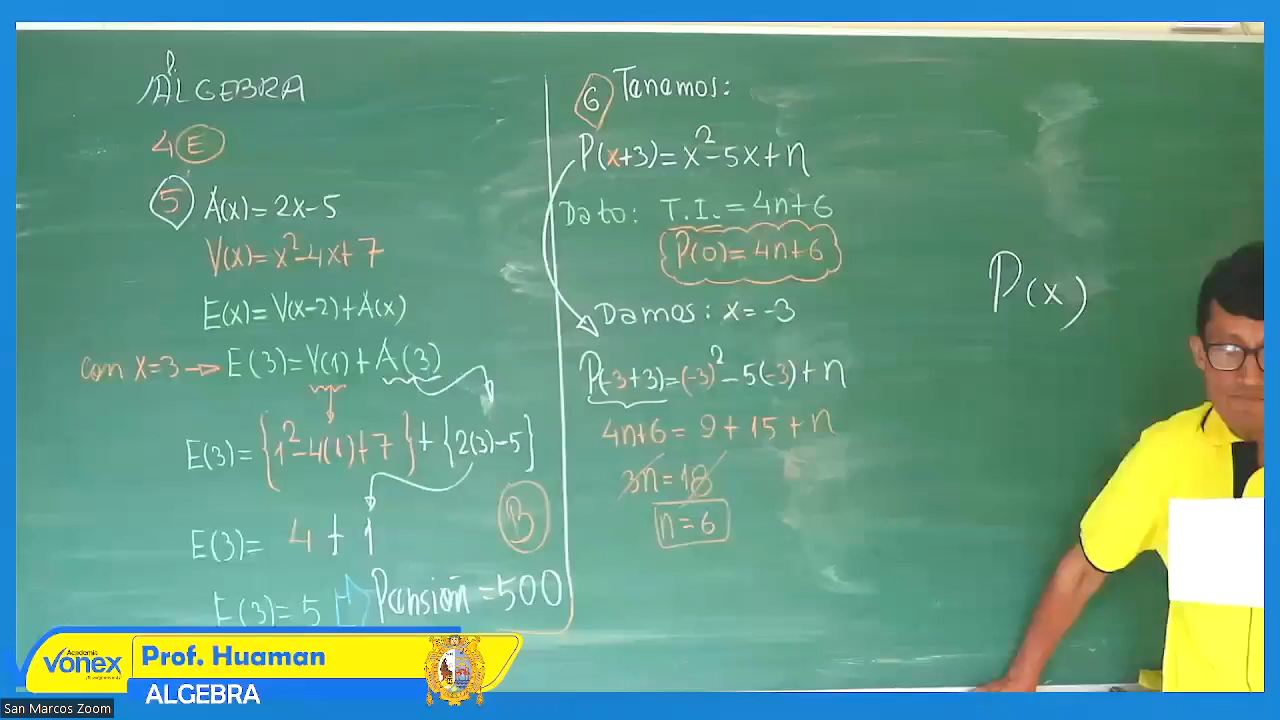 ÁLGEBRA
4 E
5 A(x) = 2x-5
V(x) = x²-4x+7
E(x) = V(x-2)+A(x)
con x=3 → E(3) = V(1) + A(3)
E(3) = {1²-4(1)+7} + {2(3)-5}
E(3) = 4 + 1
B
E(3) = 5
Pensión = 500
6 Tenemos:
P(x+3) = x²-5x+n
Dato: T.I. = 4n+6
P(0) = 4n+6
Damos: x = -3
P(-3+3) = (-3)² - 5(-3) + n
4n+6 = 9 + 15 + n
3n = 18
n = 6
P(x)
Academia
vonex
Prof. Huaman
ALGEBRA
San Marcos Zoom